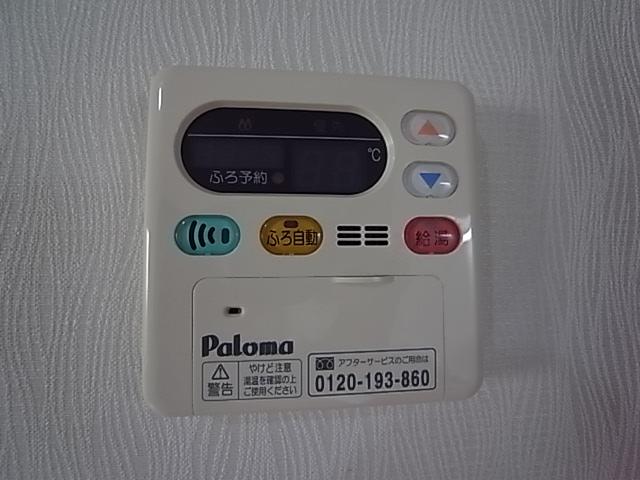 ℃
ふろ予約
ふろ自動
給湯
Paloma
警告
やけど注意
湯温を確認の上
ご使用ください
アフターサービスのご用命は
0120-193-860